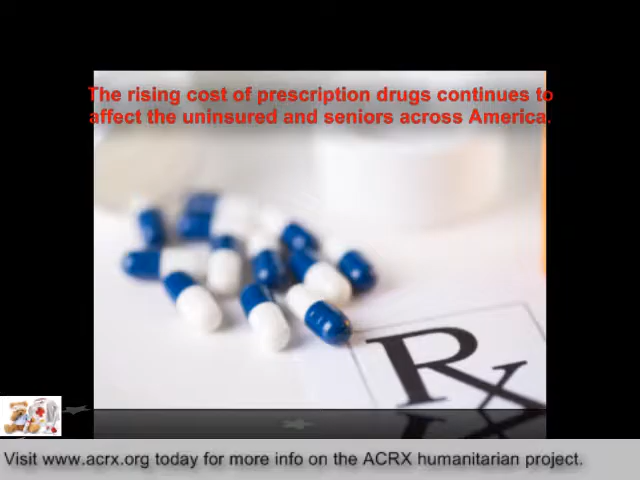 The rising cost of prescription drugs continues to
affect the uninsured and seniors across America.
Rx
Visit www.acrx.org today for more info on the ACRX humanitarian project.